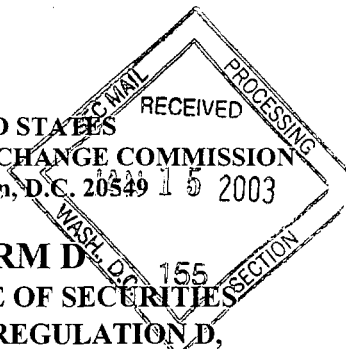 D STATES
CHANGE COMMISSION
n, D.C. 20549
RM D
E OF SECURITIES
REGULATION D,
MAIL PROCESSING
RECEIVED
15 2003
WASH., D.C.
155
SECTION